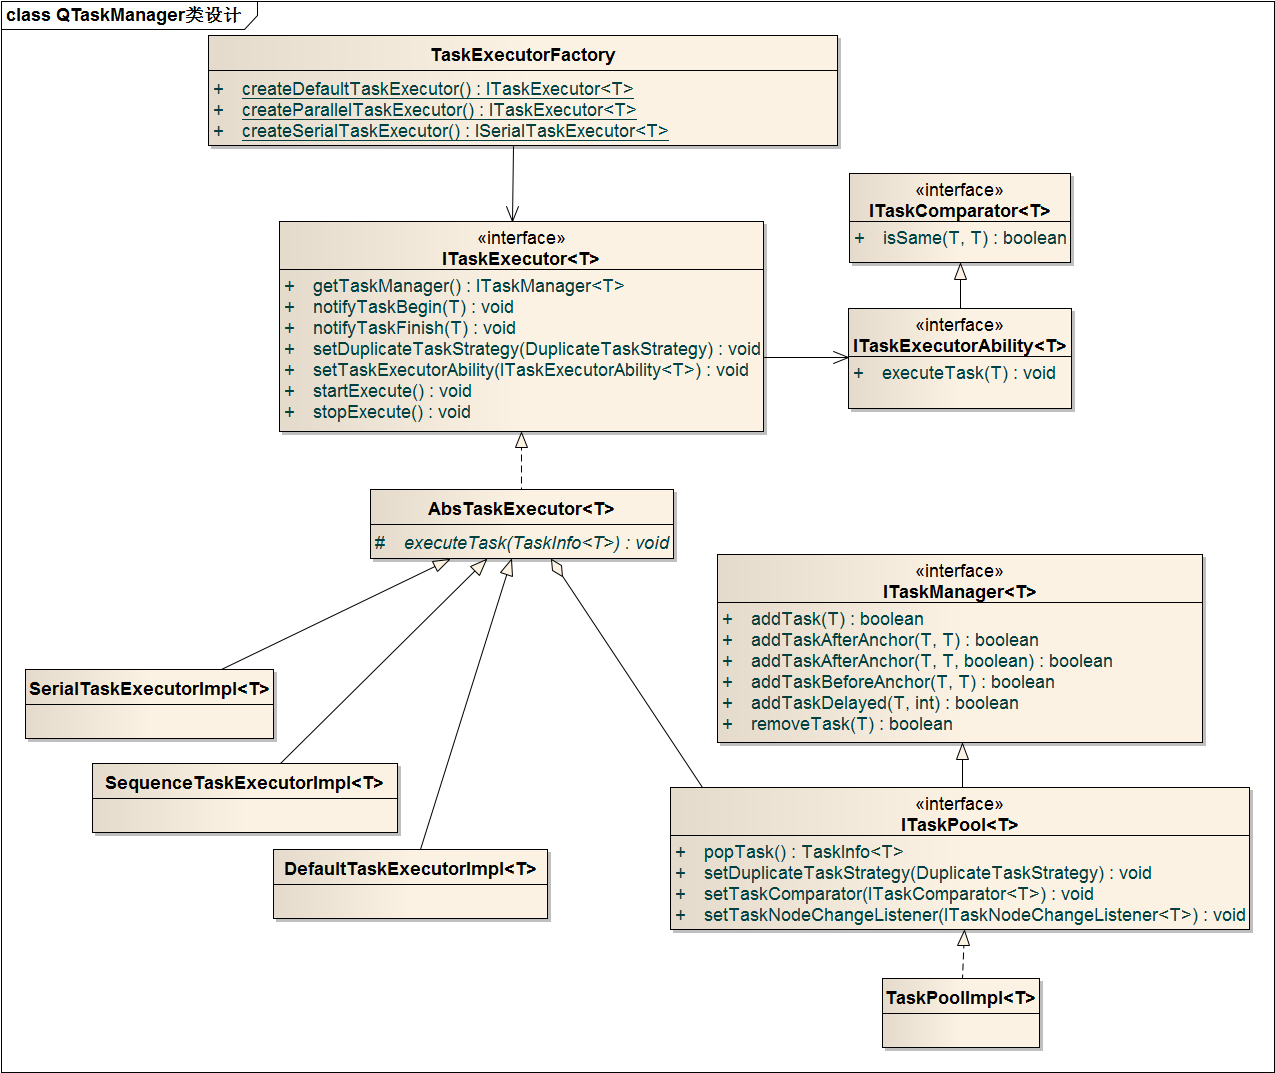 class QTaskManager类设计
TaskExecutorFactory
+ createDefaultTaskExecutor() : ITaskExecutor<T>
+ createParallelTaskExecutor() : ITaskExecutor<T>
+ createSerialTaskExecutor() : ISerialTaskExecutor<T>
«interface»
ITaskComparator<T>
+ isSame(T, T) : boolean
«interface»
ITaskExecutor<T>
+ getTaskManager() : ITaskManager<T>
+ notifyTaskBegin(T) : void
+ notifyTaskFinish(T) : void
+ setDuplicateTaskStrategy(DuplicateTaskStrategy) : void
+ setTaskExecutorAbility(ITaskExecutorAbility<T>) : void
+ startExecute() : void
+ stopExecute() : void
«interface»
ITaskExecutorAbility<T>
+ executeTask(T) : void
AbsTaskExecutor<T>
# executeTask(TaskInfo<T>) : void
«interface»
ITaskManager<T>
+ addTask(T) : boolean
+ addTaskAfterAnchor(T, T) : boolean
+ addTaskAfterAnchor(T, T, boolean) : boolean
+ addTaskBeforeAnchor(T, T) : boolean
+ addTaskDelayed(T, int) : boolean
+ removeTask(T) : boolean
SerialTaskExecutorImpl<T>
SequenceTaskExecutorImpl<T>
DefaultTaskExecutorImpl<T>
«interface»
ITaskPool<T>
+ popTask() : TaskInfo<T>
+ setDuplicateTaskStrategy(DuplicateTaskStrategy) : void
+ setTaskComparator(ITaskComparator<T>) : void
+ setTaskNodeChangeListener(ITaskNodeChangeListener<T>) : void
TaskPoolImpl<T>